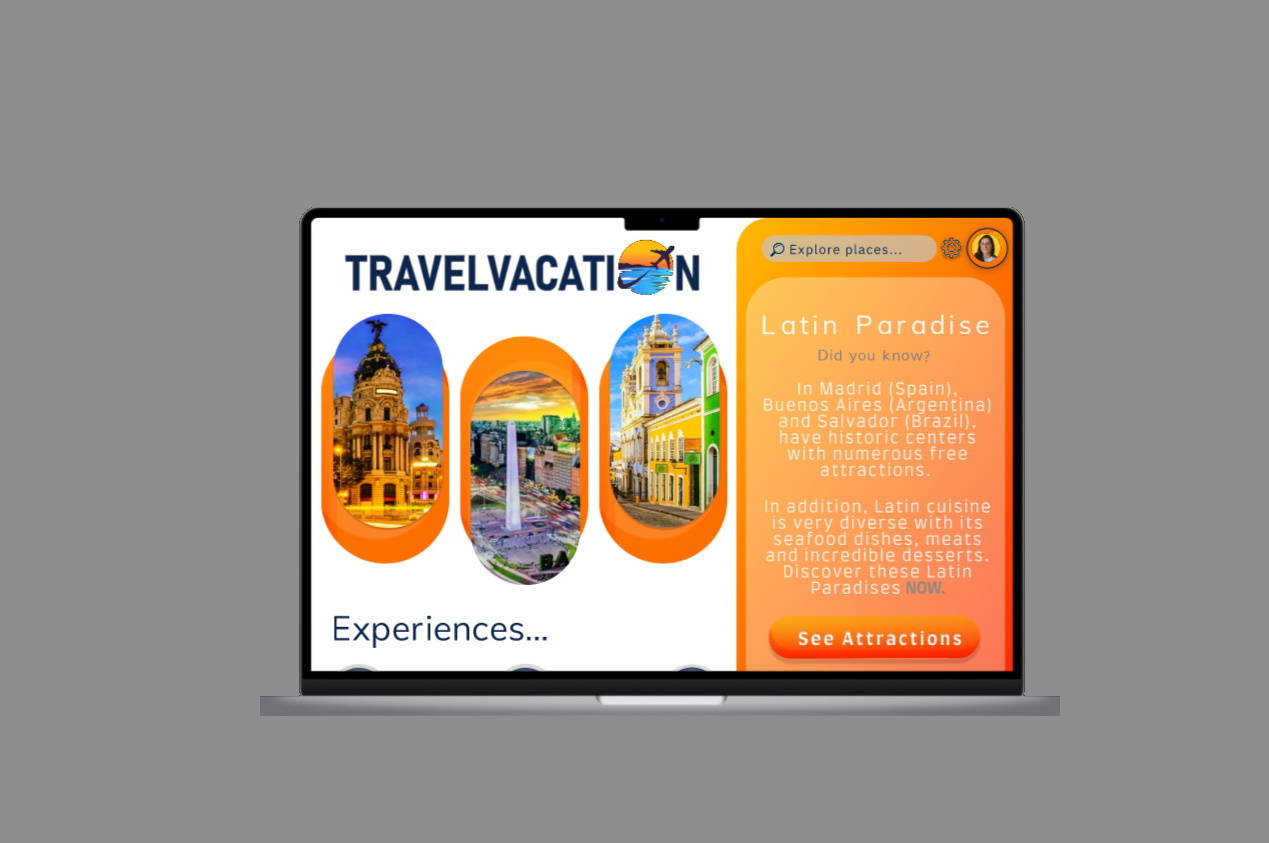 TRAVELVACATION
Explore places...
Latin Paradise
Did you know?
In Madrid (Spain),
Buenos Aires (Argentina)
and Salvador (Brazil),
have historic centers
with numerous free
attractions.
In addition, Latin cuisine
is very diverse with its
seafood dishes, meats
and incredible desserts.
Discover these Latin
Paradises NOW.
See Attractions
BA
Experiences...